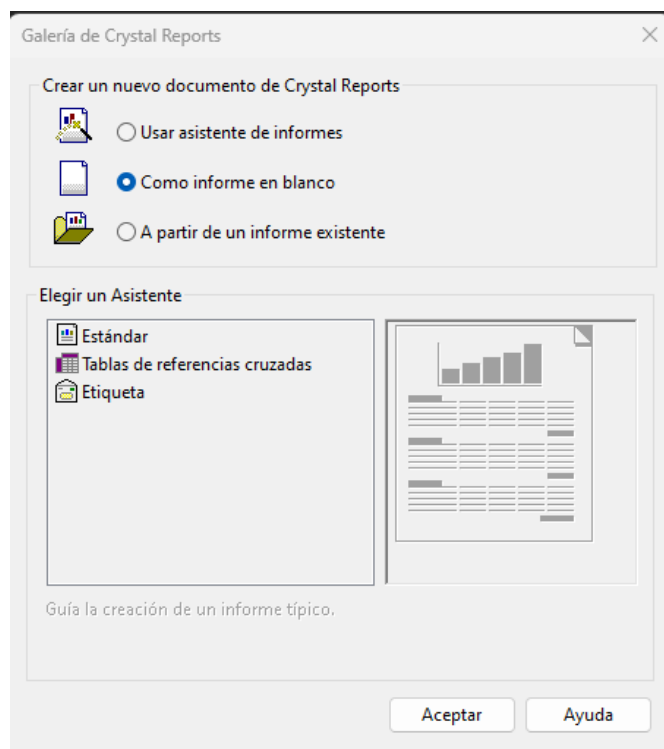 Galería de Crystal Reports
Crear un nuevo documento de Crystal Reports
Usar asistente de informes
Como informe en blanco
A partir de un informe existente
Elegir un Asistente
Estándar
Tablas de referencias cruzadas
Etiqueta
Guía la creación de un informe típico.
Aceptar
Ayuda